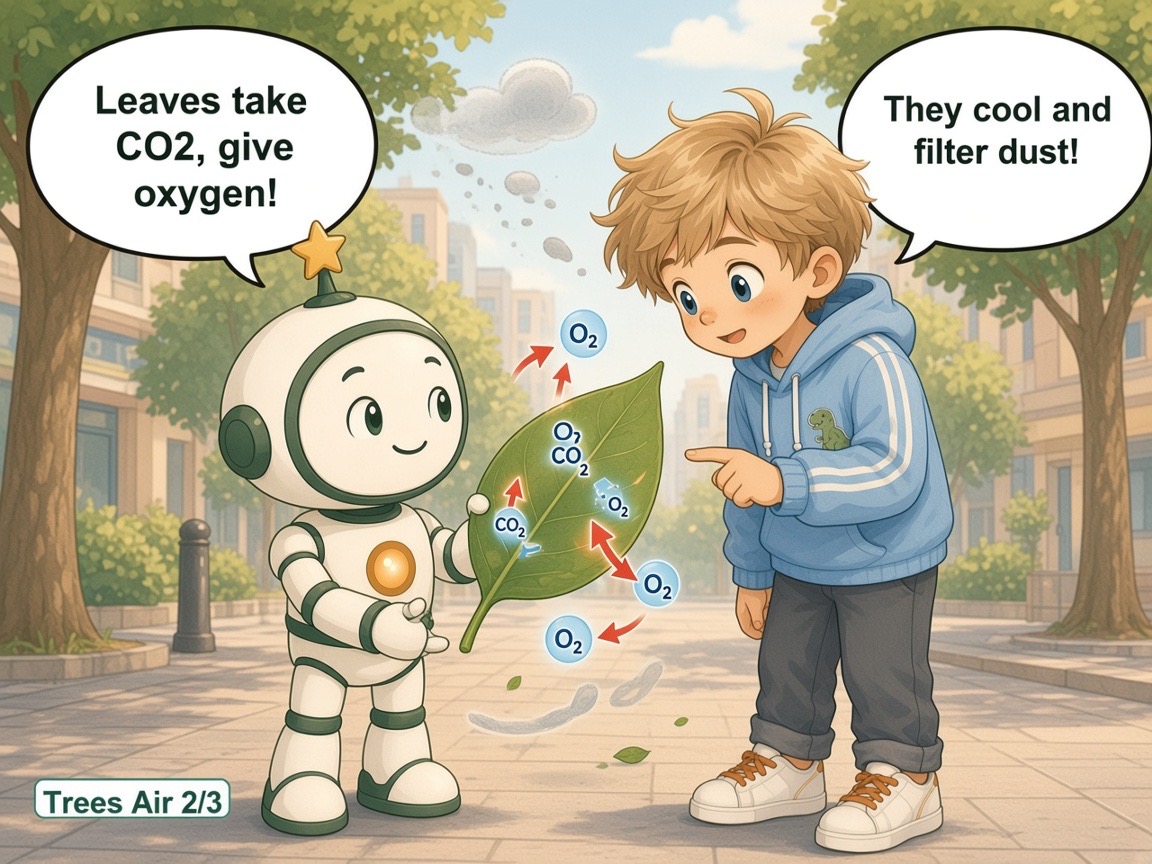 Leaves take
CO2, give
oxygen!
They cool and
filter dust!
O₂
O₂
CO₂
O₂
CO₂
O₂
O₂
Trees Air 2/3